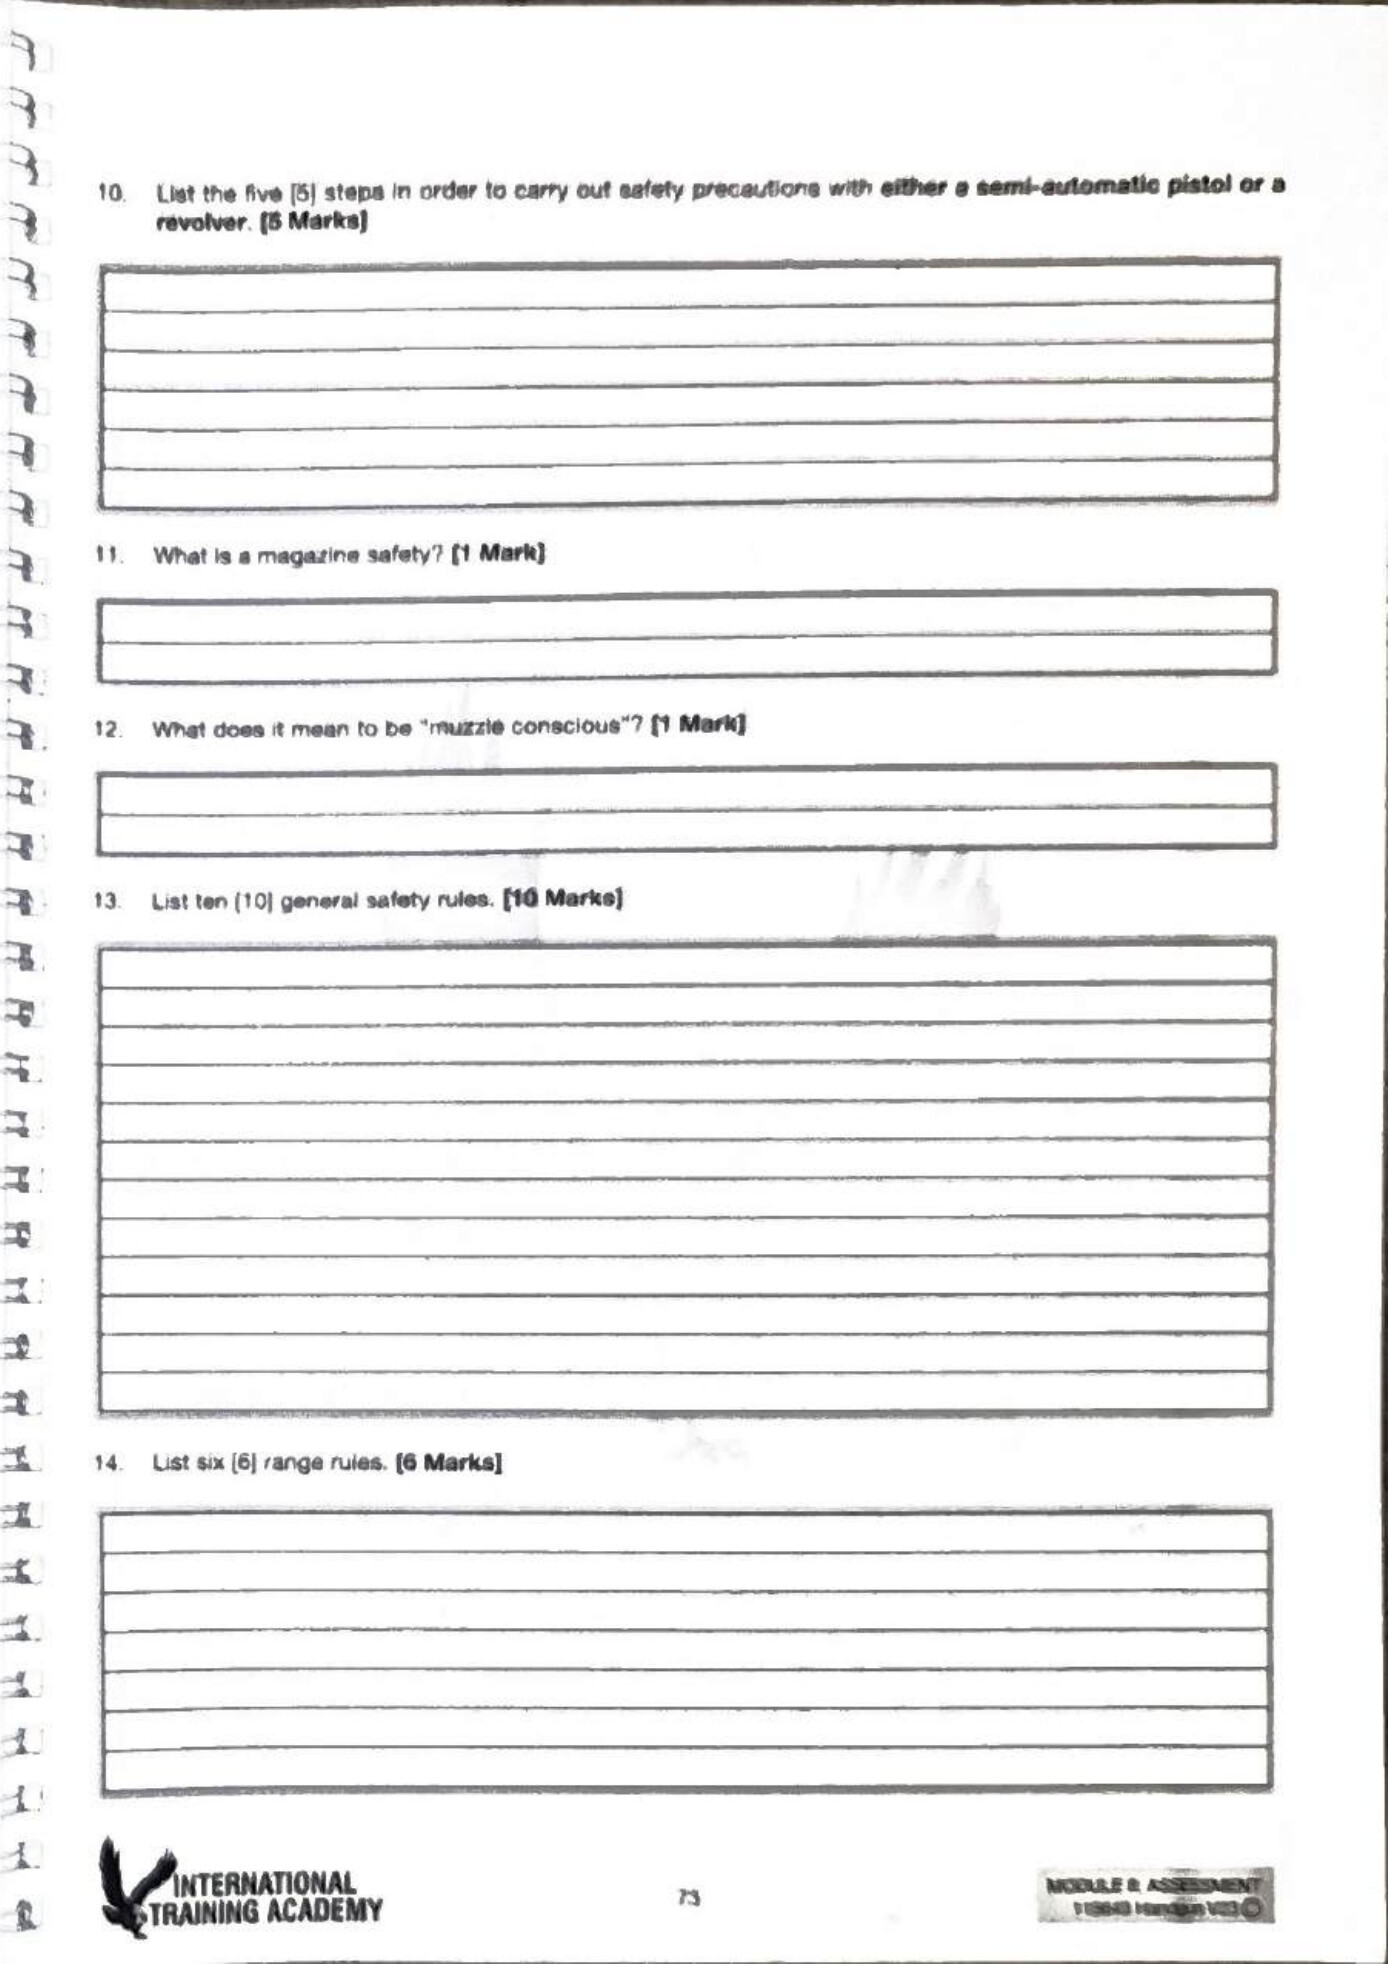 10. List the five [5] steps in order to carry out safety precautions with either a semi-automatic pistol or a
revolver. [5 Marks]
11. What is a magazine safety? [1 Mark]
12. What does it mean to be "muzzle conscious"? [1 Mark]
13. List ten [10] general safety rules. [10 Marks]
14. List six [6] range rules. [6 Marks]
INTERNATIONAL
TRAINING ACADEMY
73
MODULE & ASSESSMENT
Handgun